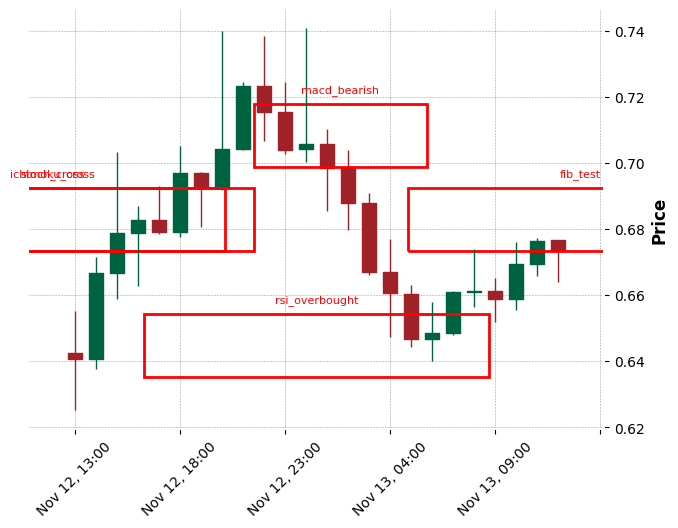 0.74
macd_bearish
0.72
0.70
fib_test
0.68
Price
rsi_overbought
0.66
0.64
0.62
Nov 12, 13:00
Nov 12, 18:00
Nov 12, 23:00
Nov 13, 04:00
Nov 13, 09:00